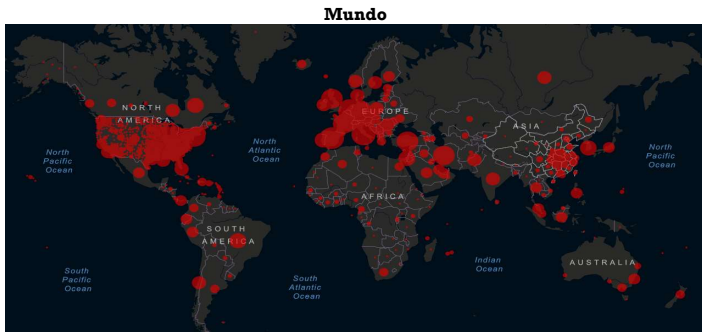 Mundo
NORTH
AMERICA
EUROPE
ASIA
North
Pacific
Ocean
North
Atlantic
Ocean
North
Pacific
Ocean
AFRICA
SOUTH
AMERICA
Indian
Ocean
AUSTRALIA
South
Pacific
Ocean
South
Atlantic
Ocean